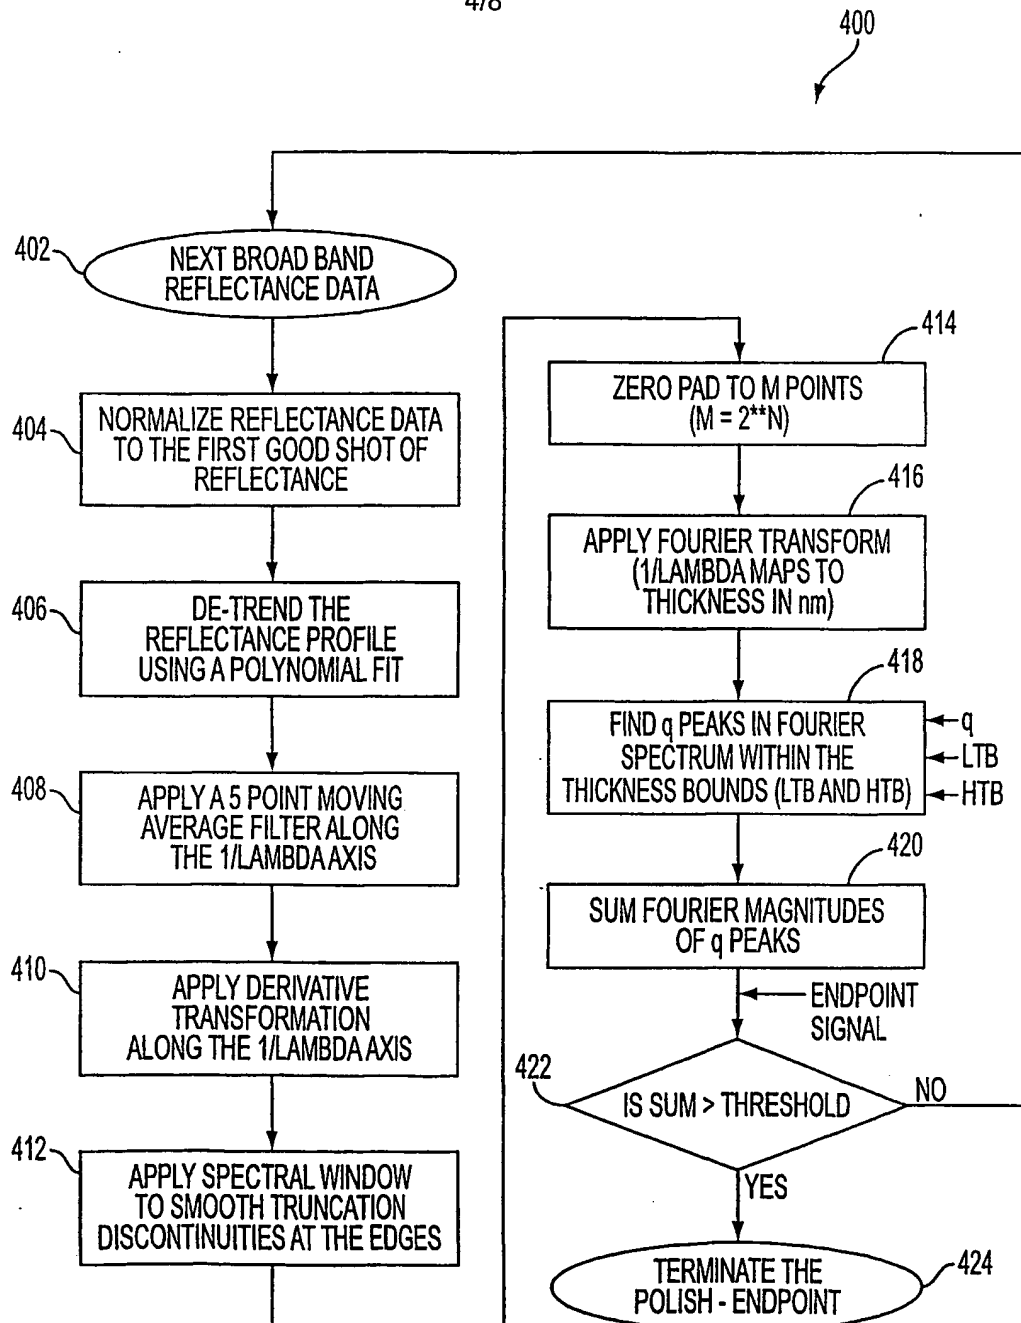 4/8
400
402
NEXT BROAD BAND
REFLECTANCE DATA
404
NORMALIZE REFLECTANCE DATA
TO THE FIRST GOOD SHOT OF
REFLECTANCE
406
DE-TREND THE
REFLECTANCE PROFILE
USING A POLYNOMIAL FIT
408
APPLY A 5 POINT MOVING
AVERAGE FILTER ALONG
THE 1/LAMBDA AXIS
410
APPLY DERIVATIVE
TRANSFORMATION
ALONG THE 1/LAMBDA AXIS
412
APPLY SPECTRAL WINDOW
TO SMOOTH TRUNCATION
DISCONTINUITIES AT THE EDGES
414
ZERO PAD TO M POINTS
(M = 2**N)
416
APPLY FOURIER TRANSFORM
(1/LAMBDA MAPS TO
THICKNESS IN nm)
418
FIND q PEAKS IN FOURIER
SPECTRUM WITHIN THE
THICKNESS BOUNDS (LTB AND HTB)
q
LTB
HTB
420
SUM FOURIER MAGNITUDES
OF q PEAKS
ENDPOINT
SIGNAL
422
IS SUM > THRESHOLD
NO
YES
TERMINATE THE
POLISH - ENDPOINT
424